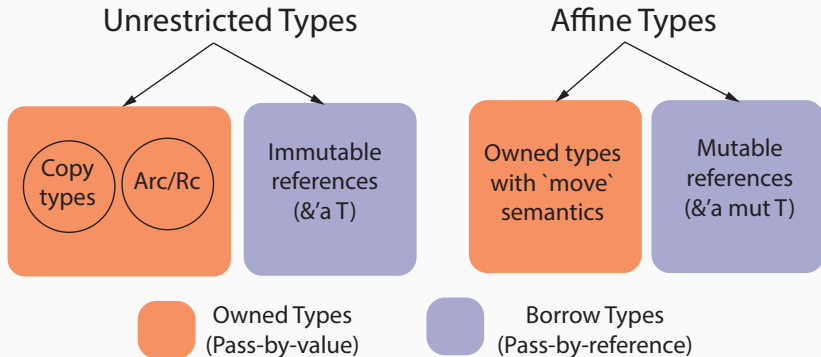 Unrestricted Types
Affine Types
Copy
types
Arc/Rc
Immutable
references
(&'a T)
Owned types
with `move`
semantics
Mutable
references
(&'a mut T)
Owned Types
(Pass-by-value)
Borrow Types
(Pass-by-reference)